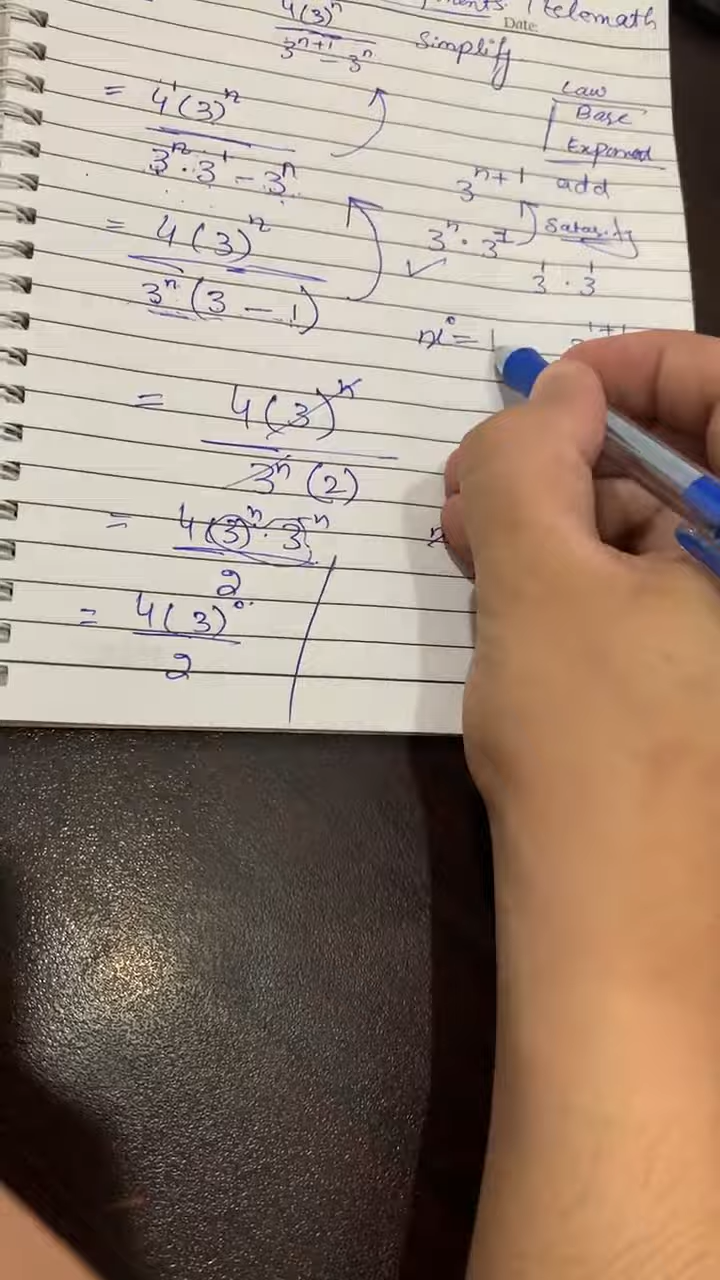 4(3)ⁿ / 3ⁿ⁺¹ − 3ⁿ Simplify
Date:
= 4¹(3)ⁿ / 3ⁿ · 3¹ − 3ⁿ
= 4(3)ⁿ / 3ⁿ(3 − 1)
= 4(3)ⁿ / 3ⁿ(2)
= 4(3)ⁿ · 3⁻ⁿ / 2
= 4(3)⁰ / 2
Law
Base
Exponent
3ⁿ⁺¹ add
3ⁿ · 3¹
3¹ · 3¹
x⁰ = 1